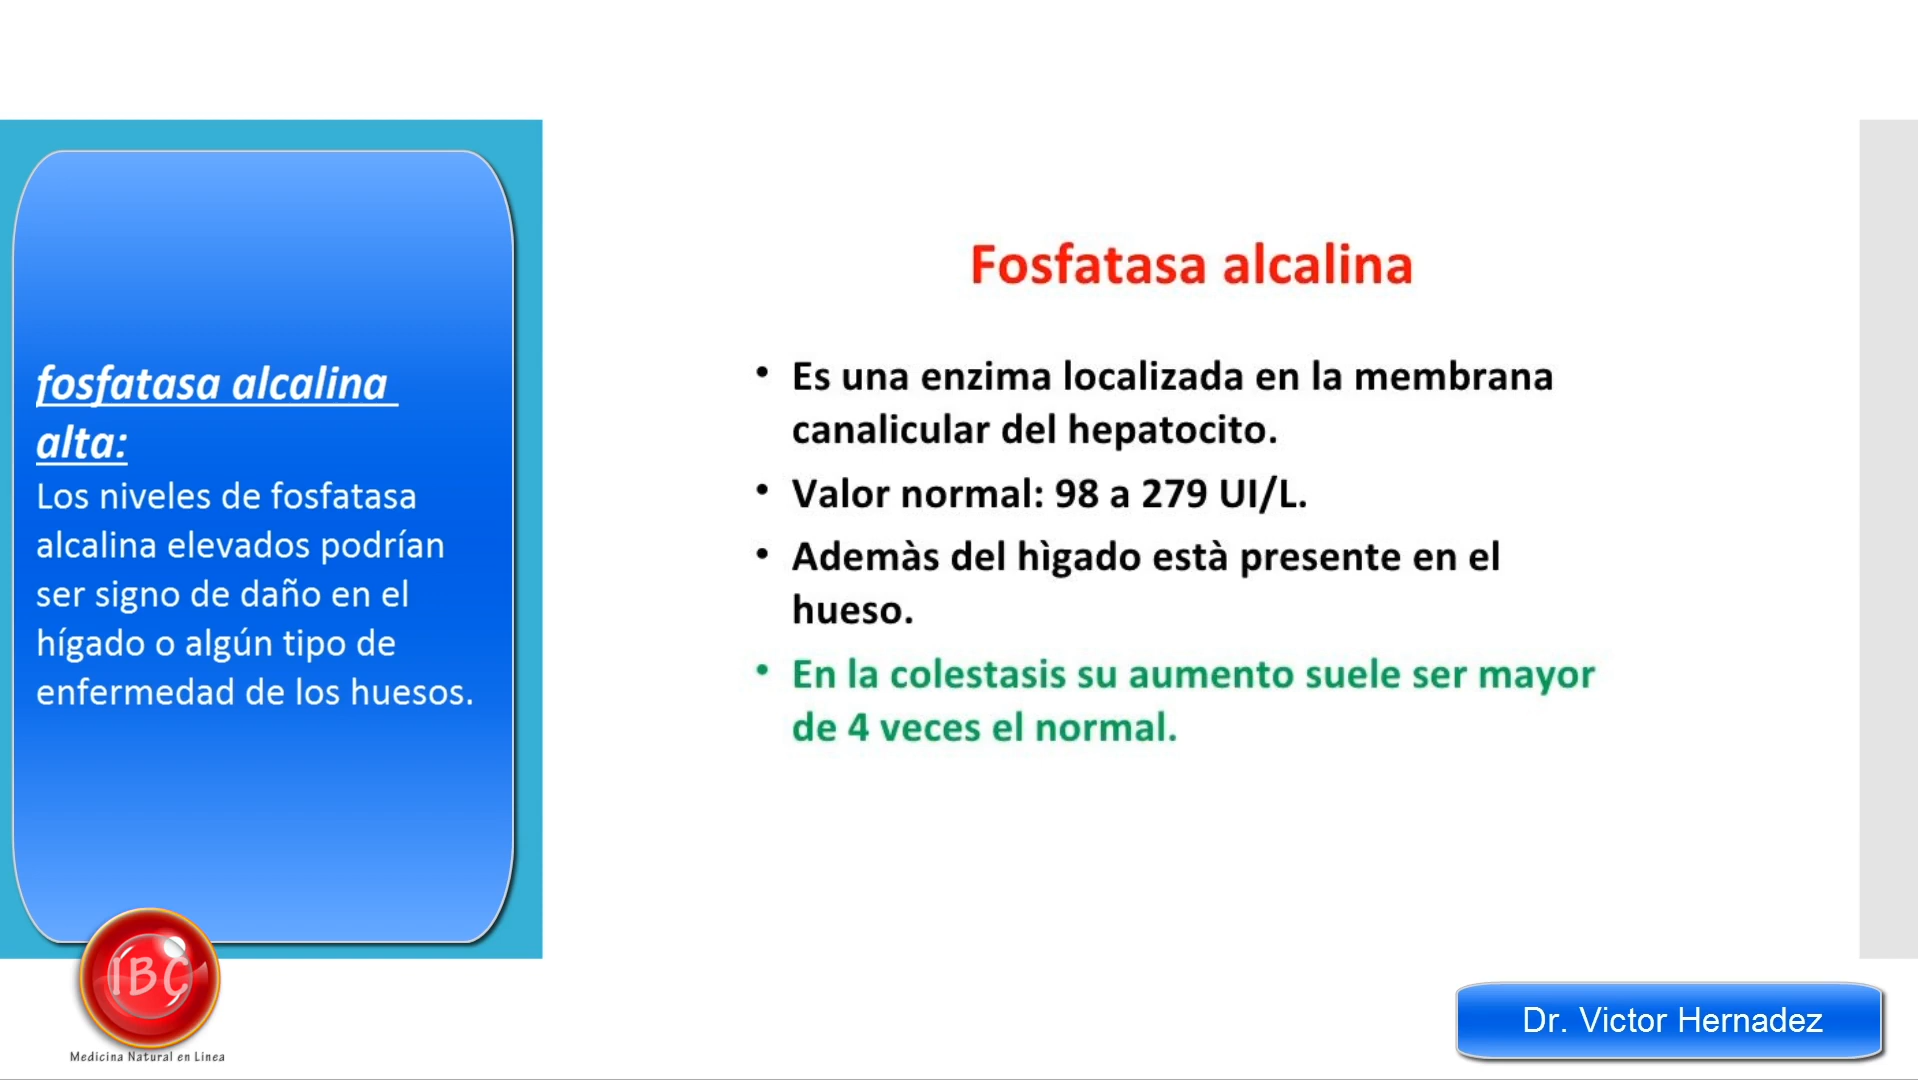 fosfatasa alcalina
alta:
Los niveles de fosfatasa
alcalina elevados podrían
ser signo de daño en el
hígado o algún tipo de
enfermedad de los huesos.
Fosfatasa alcalina
• Es una enzima localizada en la membrana
canalicular del hepatocito.
• Valor normal: 98 a 279 UI/L.
• Ademàs del hìgado està presente en el
hueso.
• En la colestasis su aumento suele ser mayor
de 4 veces el normal.
IBC
Medicina Natural en Linea
Dr. Victor Hernadez